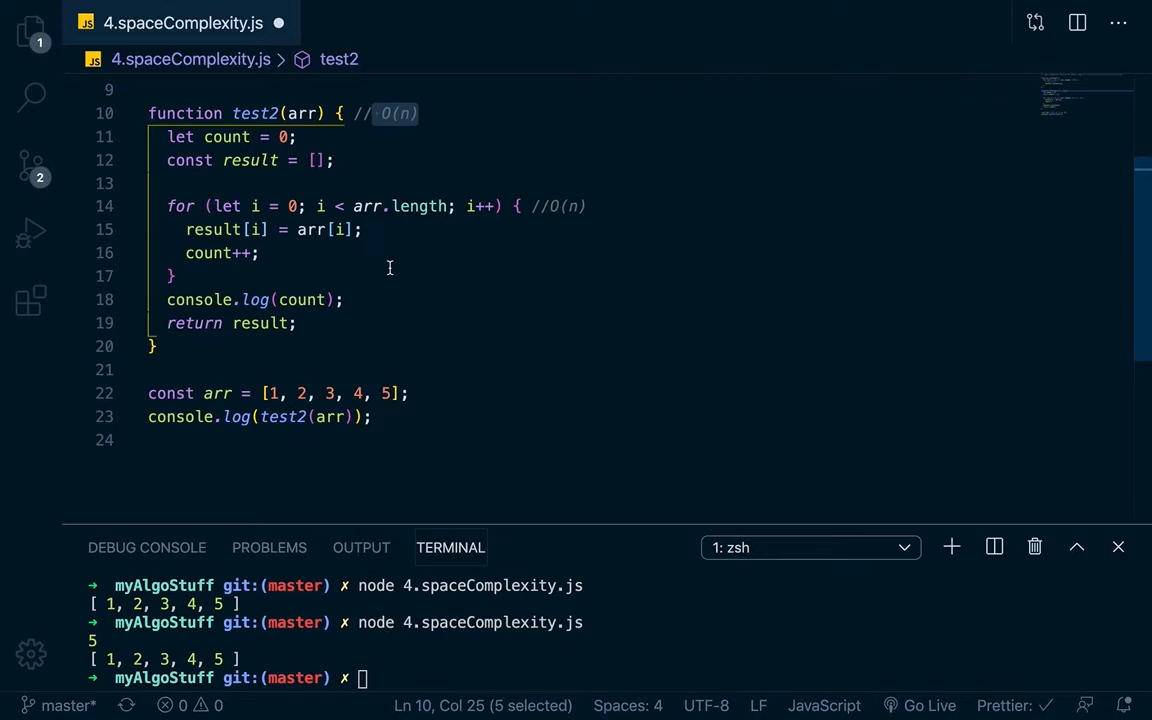 JS 4.spaceComplexity.js
1
JS 4.spaceComplexity.js > test2
9
10 function test2(arr) { // O(n)
11 let count = 0;
12 const result = [];
13
14 for (let i = 0; i < arr.length; i++) { //O(n)
2
15 result[i] = arr[i];
16 count++;
17 }
18 console.log(count);
19 return result;
20 }
21
22 const arr = [1, 2, 3, 4, 5];
23 console.log(test2(arr));
24
DEBUG CONSOLE PROBLEMS OUTPUT TERMINAL 1: zsh
→ myAlgoStuff git:(master) ✗ node 4.spaceComplexity.js
[ 1, 2, 3, 4, 5 ]
→ myAlgoStuff git:(master) ✗ node 4.spaceComplexity.js
5
[ 1, 2, 3, 4, 5 ]
→ myAlgoStuff git:(master) ✗
master* 0 0 Ln 10, Col 25 (5 selected) Spaces: 4 UTF-8 LF JavaScript Go Live Prettier: ✓